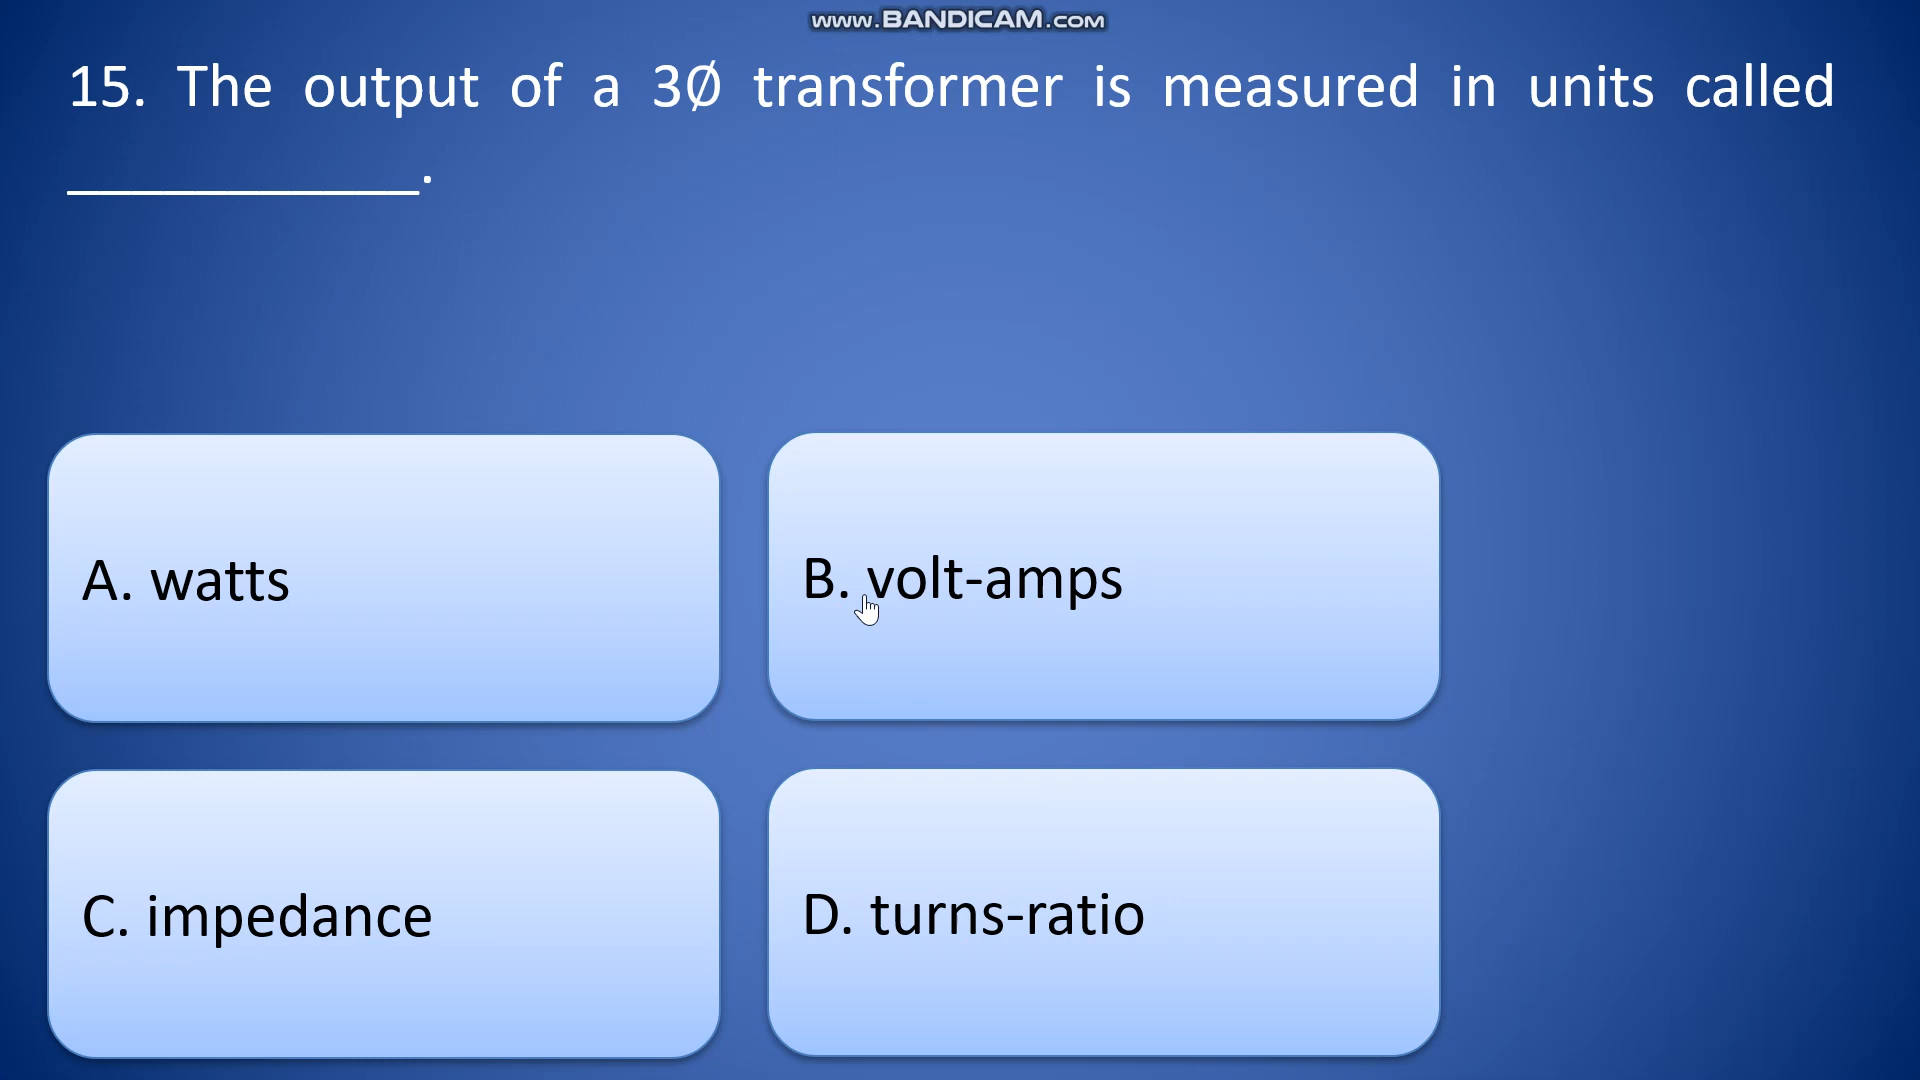 www.BANDICAM.com
15. The output of a 3Ø transformer is measured in units called
___________.
A. watts
B. volt-amps
C. impedance
D. turns-ratio